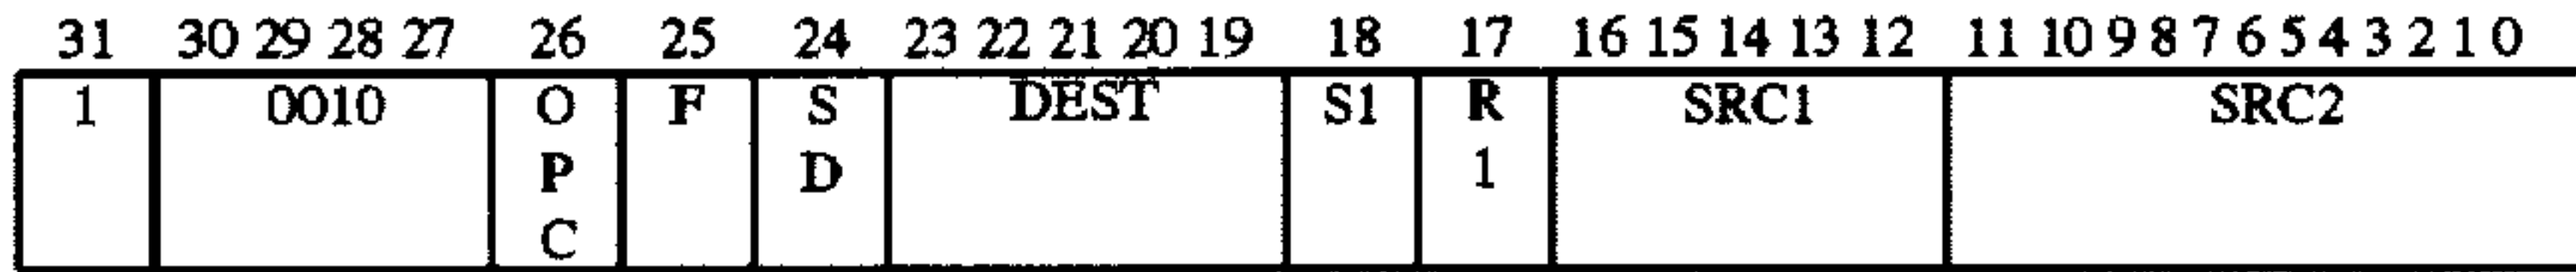 31 30 29 28 27 26 25 24 23 22 21 20 19 18 17 16 15 14 13 12 11 10 9 8 7 6 5 4 3 2 1 0
1 0010 O F S DEST S1 R SRC1 SRC2
P D 1
C